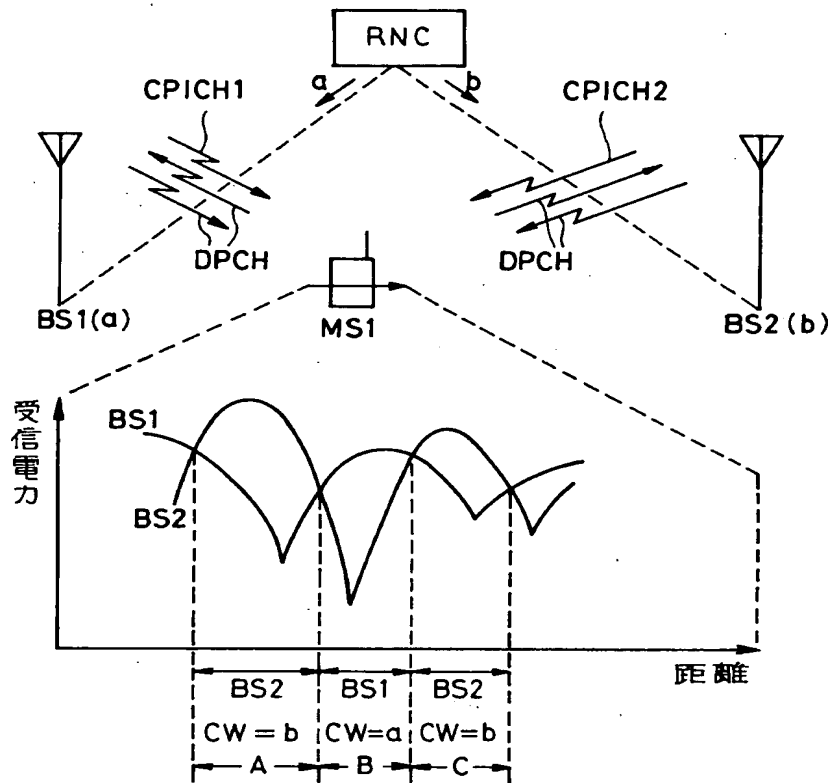 RNC
a b
CPICH1 CPICH2
DPCH DPCH
BS1(a) MS1 BS2(b)
受信電力
BS1
BS2
距離
BS2 BS1 BS2
CW=b CW=a CW=b
A B C